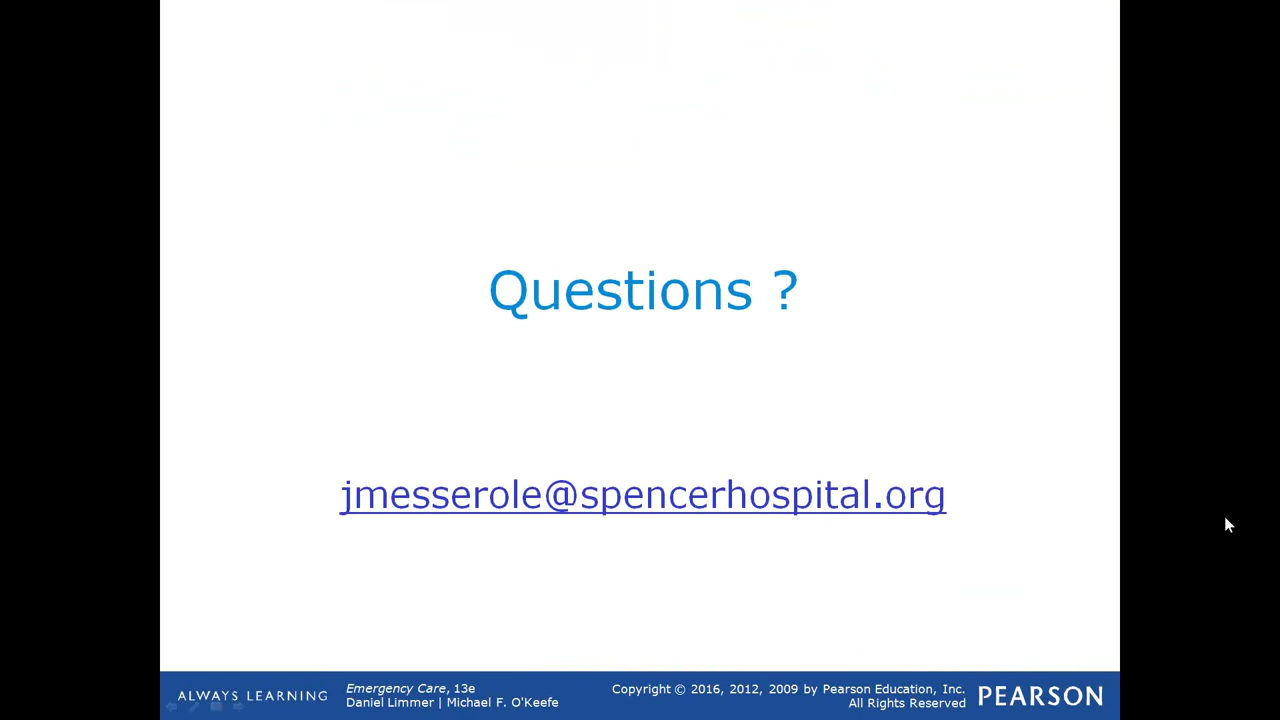 Questions ?
jmesserole@spencerhospital.org
ALWAYS LEARNING
Emergency Care, 13e
Daniel Limmer | Michael F. O'Keefe
Copyright © 2016, 2012, 2009 by Pearson Education, Inc.
All Rights Reserved
PEARSON